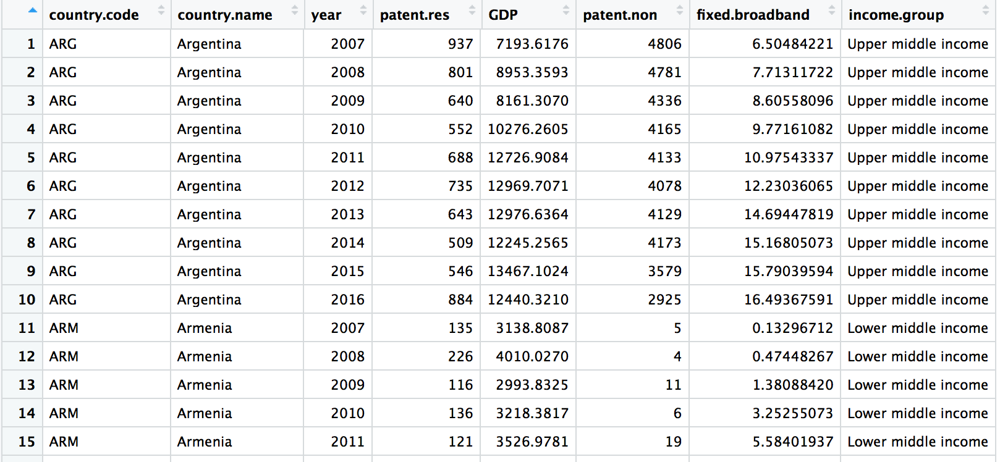 country.code country.name year patent.res GDP patent.non fixed.broadband income.group
1 ARG Argentina 2007 937 7193.6176 4806 6.50484221 Upper middle income
2 ARG Argentina 2008 801 8953.3593 4781 7.71311722 Upper middle income
3 ARG Argentina 2009 640 8161.3070 4336 8.60558096 Upper middle income
4 ARG Argentina 2010 552 10276.2605 4165 9.77161082 Upper middle income
5 ARG Argentina 2011 688 12726.9084 4133 10.97543337 Upper middle income
6 ARG Argentina 2012 735 12969.7071 4078 12.23036065 Upper middle income
7 ARG Argentina 2013 643 12976.6364 4129 14.69447819 Upper middle income
8 ARG Argentina 2014 509 12245.2565 4173 15.16805073 Upper middle income
9 ARG Argentina 2015 546 13467.1024 3579 15.79039594 Upper middle income
10 ARG Argentina 2016 884 12440.3210 2925 16.49367591 Upper middle income
11 ARM Armenia 2007 135 3138.8087 5 0.13296712 Lower middle income
12 ARM Armenia 2008 226 4010.0270 4 0.47448267 Lower middle income
13 ARM Armenia 2009 116 2993.8325 11 1.38088420 Lower middle income
14 ARM Armenia 2010 136 3218.3817 6 3.25255073 Lower middle income
15 ARM Armenia 2011 121 3526.9781 19 5.58401937 Lower middle income